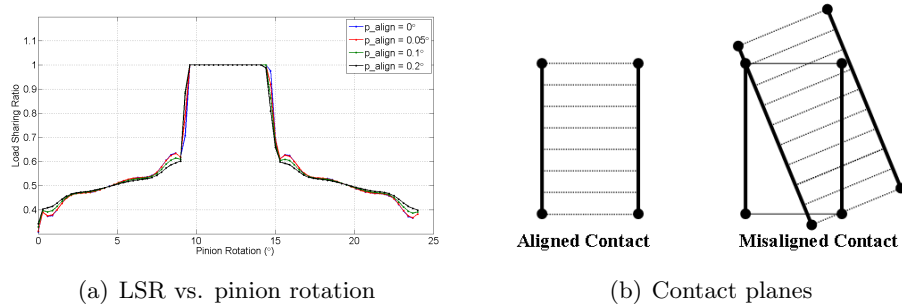 p_align = 0°
p_align = 0.05°
p_align = 0.1°
p_align = 0.2°
1.1
1
0.9
0.8
0.7
0.6
0.5
0.4
Load Sharing Ratio
0
5
10
15
20
25
Pinion Rotation (°)
Aligned Contact
Misaligned Contact
(a) LSR vs. pinion rotation
(b) Contact planes